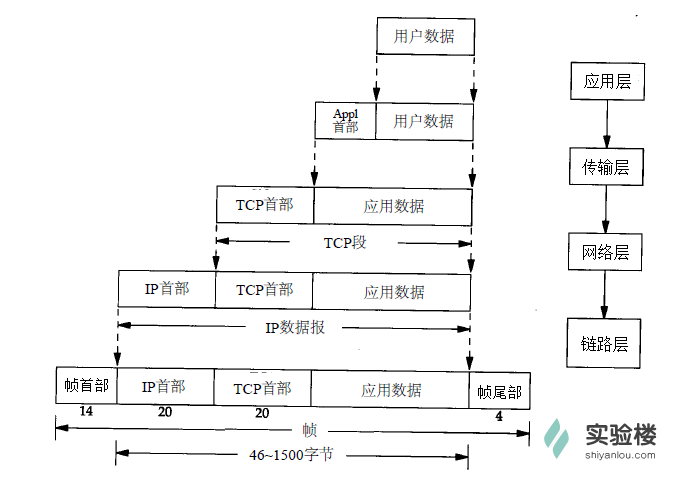 用户数据
应用层
Appl
首部
用户数据
传输层
TCP首部
应用数据
TCP段
网络层
IP首部
TCP首部
应用数据
IP数据报
链路层
帧首部
IP首部
TCP首部
应用数据
帧尾部
14
20
20
4
帧
46~1500字节
实验楼
shiyanlou.com